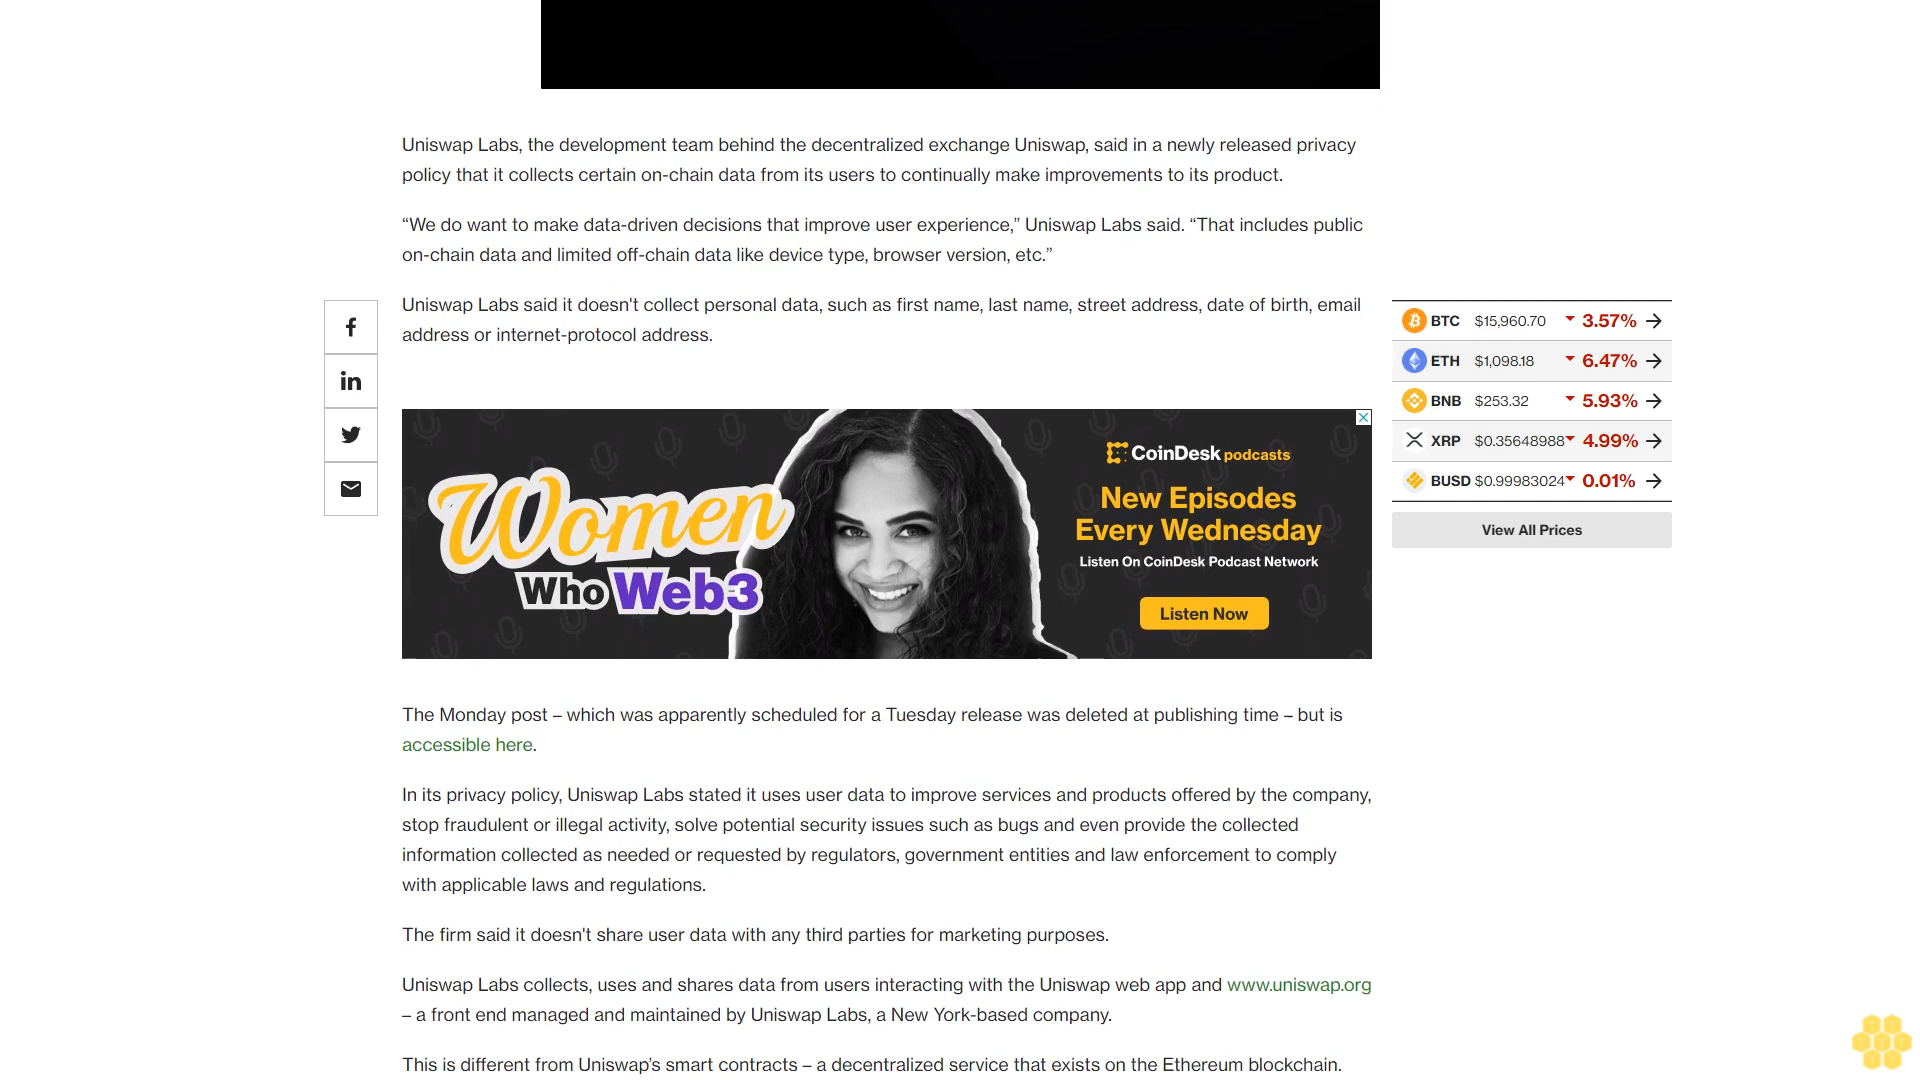 Uniswap Labs, the development team behind the decentralized exchange Uniswap, said in a newly released privacy
policy that it collects certain on-chain data from its users to continually make improvements to its product.
“We do want to make data-driven decisions that improve user experience,” Uniswap Labs said. “That includes public
on-chain data and limited off-chain data like device type, browser version, etc.”
Uniswap Labs said it doesn't collect personal data, such as first name, last name, street address, date of birth, email
address or internet-protocol address.
Women
Who Web3
CoinDesk podcasts
New Episodes
Every Wednesday
Listen On CoinDesk Podcast Network
Listen Now
The Monday post – which was apparently scheduled for a Tuesday release was deleted at publishing time – but is
accessible here.
In its privacy policy, Uniswap Labs stated it uses user data to improve services and products offered by the company,
stop fraudulent or illegal activity, solve potential security issues such as bugs and even provide the collected
information collected as needed or requested by regulators, government entities and law enforcement to comply
with applicable laws and regulations.
The firm said it doesn't share user data with any third parties for marketing purposes.
Uniswap Labs collects, uses and shares data from users interacting with the Uniswap web app and www.uniswap.org
– a front end managed and maintained by Uniswap Labs, a New York-based company.
This is different from Uniswap’s smart contracts – a decentralized service that exists on the Ethereum blockchain.
BTC $15,960.70 3.57%
ETH $1,098.18 6.47%
BNB $253.32 5.93%
XRP $0.35648988 4.99%
BUSD $0.99983024 0.01%
View All Prices